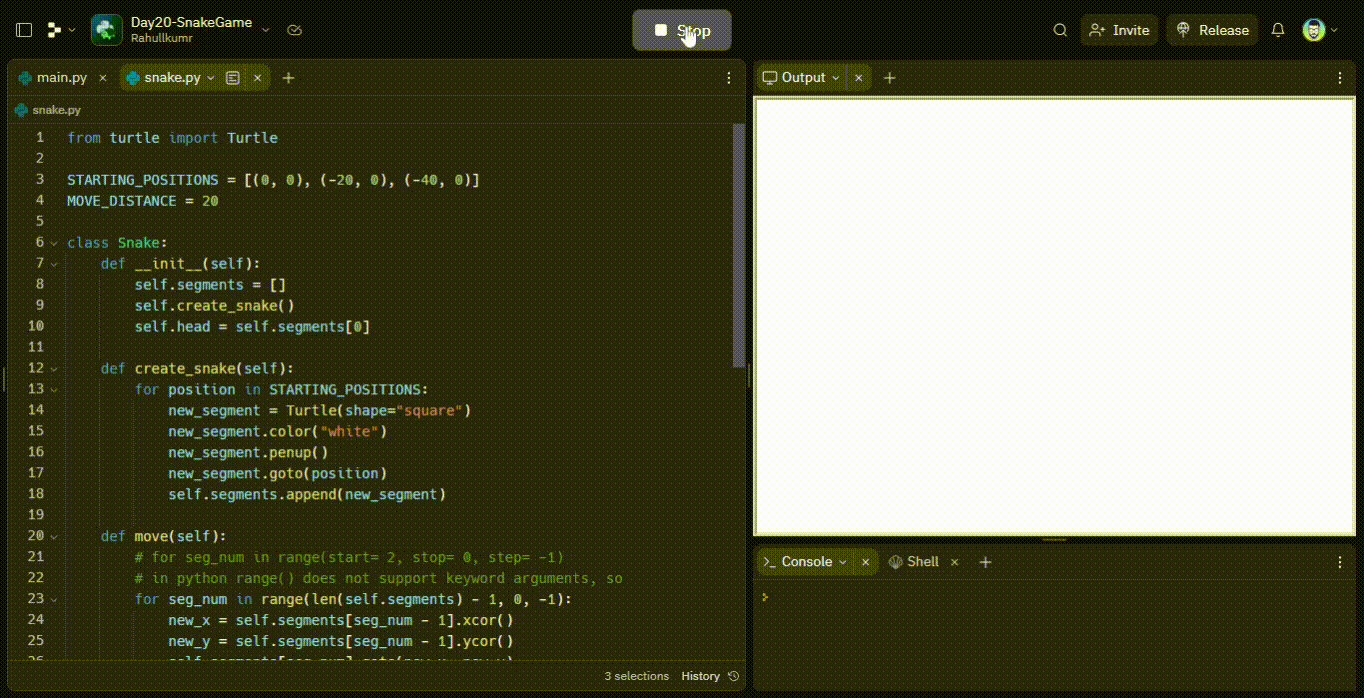 Day20-SnakeGame
Rahullkumr
Stop
Invite
Release
main.py
snake.py
Output
snake.py
1 from turtle import Turtle
2
3 STARTING_POSITIONS = [(0, 0), (-20, 0), (-40, 0)]
4 MOVE_DISTANCE = 20
5
6 class Snake:
7 def __init__(self):
8 self.segments = []
9 self.create_snake()
10 self.head = self.segments[0]
11
12 def create_snake(self):
13 for position in STARTING_POSITIONS:
14 new_segment = Turtle(shape="square")
15 new_segment.color("white")
16 new_segment.penup()
17 new_segment.goto(position)
18 self.segments.append(new_segment)
19
20 def move(self):
21 # for seg_num in range(start= 2, stop= 0, step= -1)
22 # in python range() does not support keyword arguments, so
23 for seg_num in range(len(self.segments) - 1, 0, -1):
24 new_x = self.segments[seg_num - 1].xcor()
25 new_y = self.segments[seg_num - 1].ycor()
3 selections History
Console
Shell